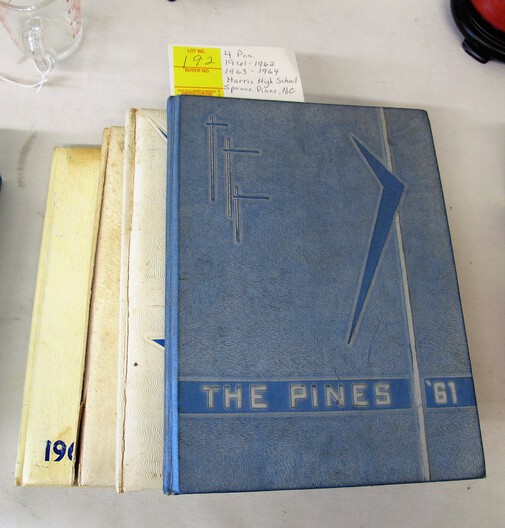 LOT NO.
192
BUYER NO.
4 Pcs.
1961-1962
1963-1964
Harris High School
Spruce Pines, NC
THE PINES '61
196